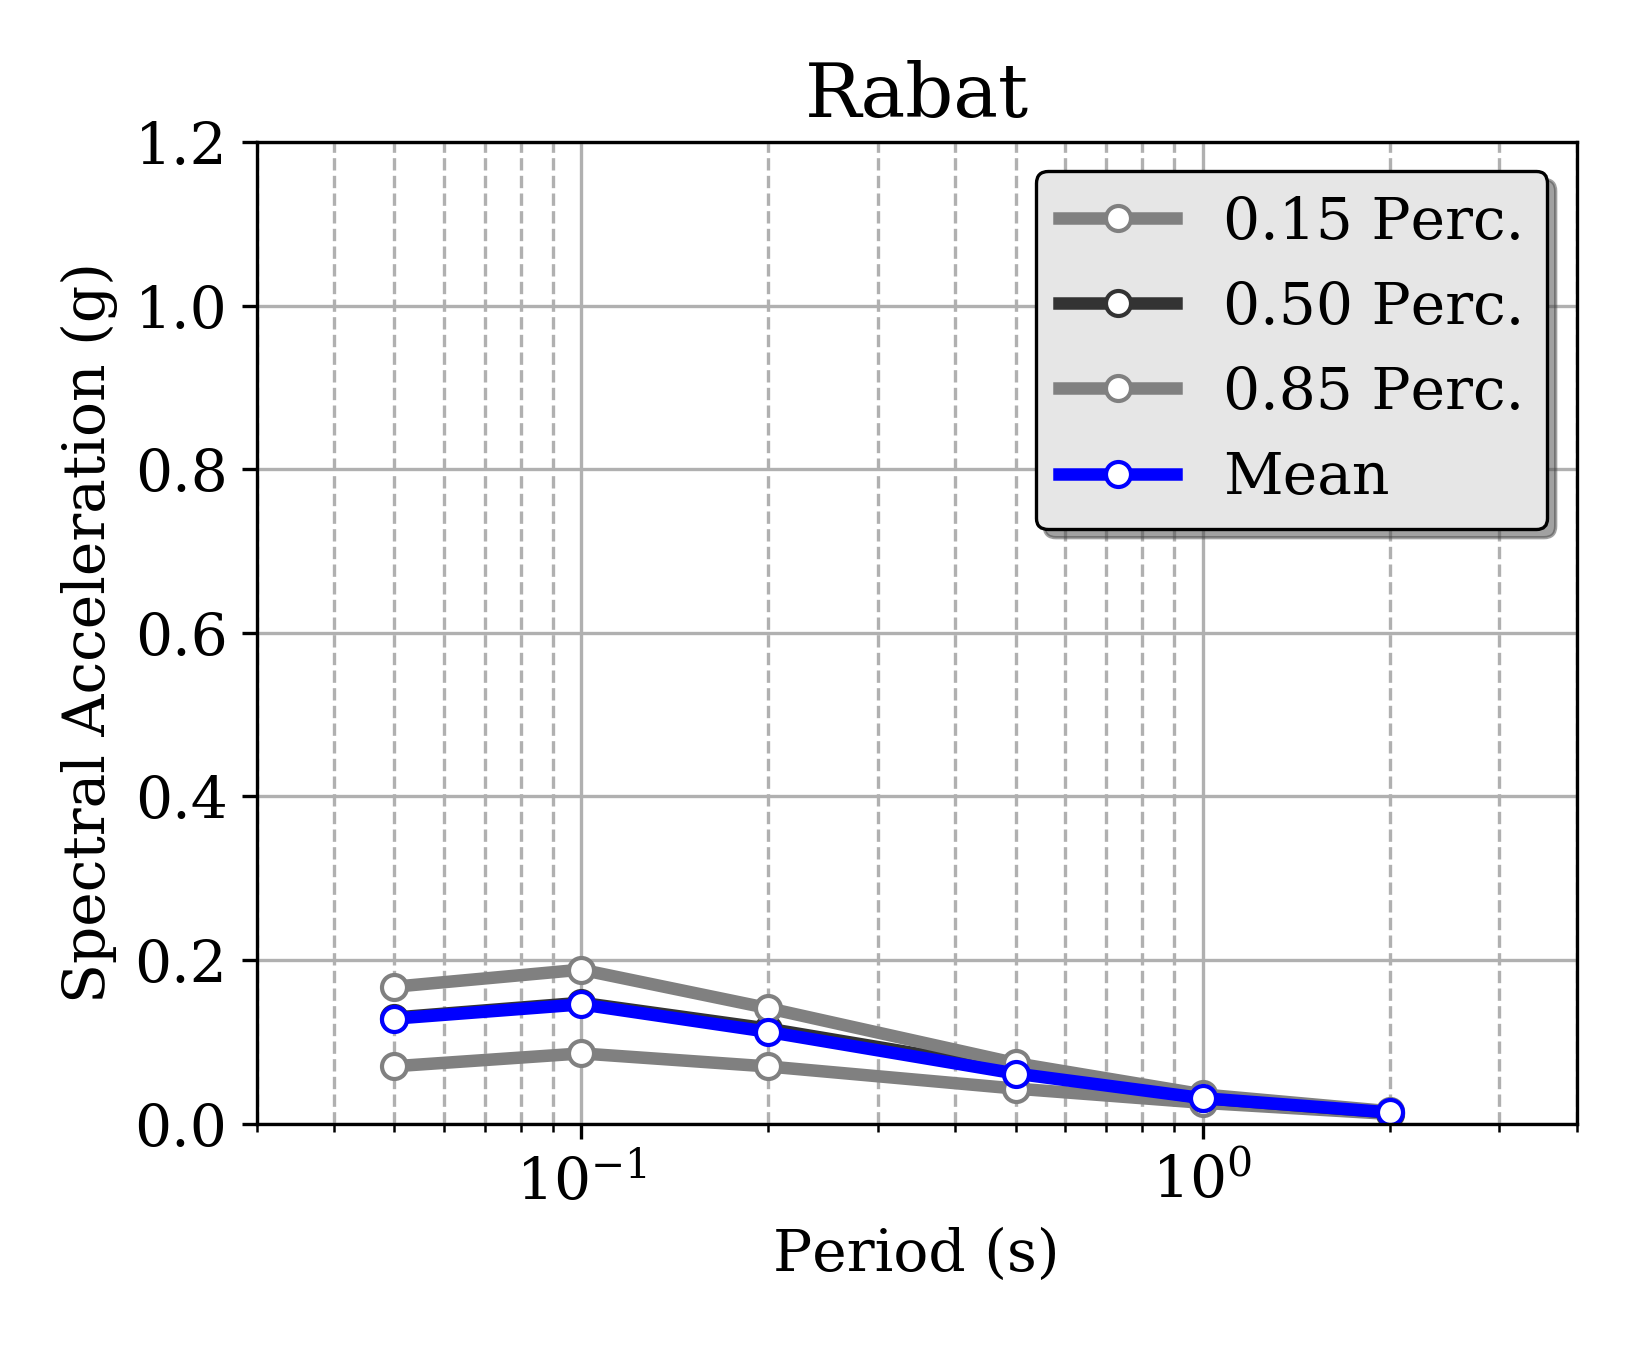 Rabat
1.2
1.0
0.8
0.6
0.4
0.2
0.0
Spectral Acceleration (g)
0.15 Perc.
0.50 Perc.
0.85 Perc.
Mean
10⁻¹
10⁰
Period (s)